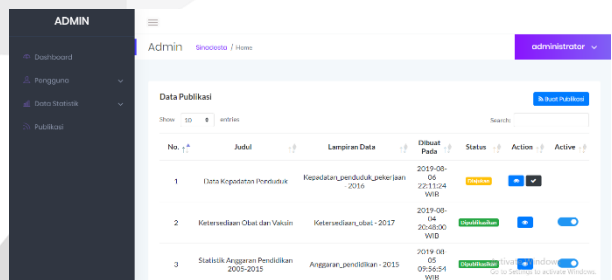 ADMIN
Admin
Sinadasta / Home
administrator
Dashboard
Pengguna
Data Statistik
Publikasi
Data Publikasi
Buat Publikasi
Show 10 entries
Search:
No. Judul Lampiran Data Dibuat Pada Status Action Active
1 Data Kepadatan Penduduk Kepadatan_penduduk_pekerjaan - 2016 2019-08-06 22:11:24 WIB Diajukan
2 Ketersediaan Obat dan Vaksin Ketersediaan_obat - 2017 2019-08-04 20:48:00 WIB Dipublikasikan
3 Statistik Anggaran Pendidikan 2005-2015 Anggaran_pendidikan - 2015 2019-08-05 09:56:54 WIB Dipublikasikan
Activate Windows
Go to Settings to activate Windows.